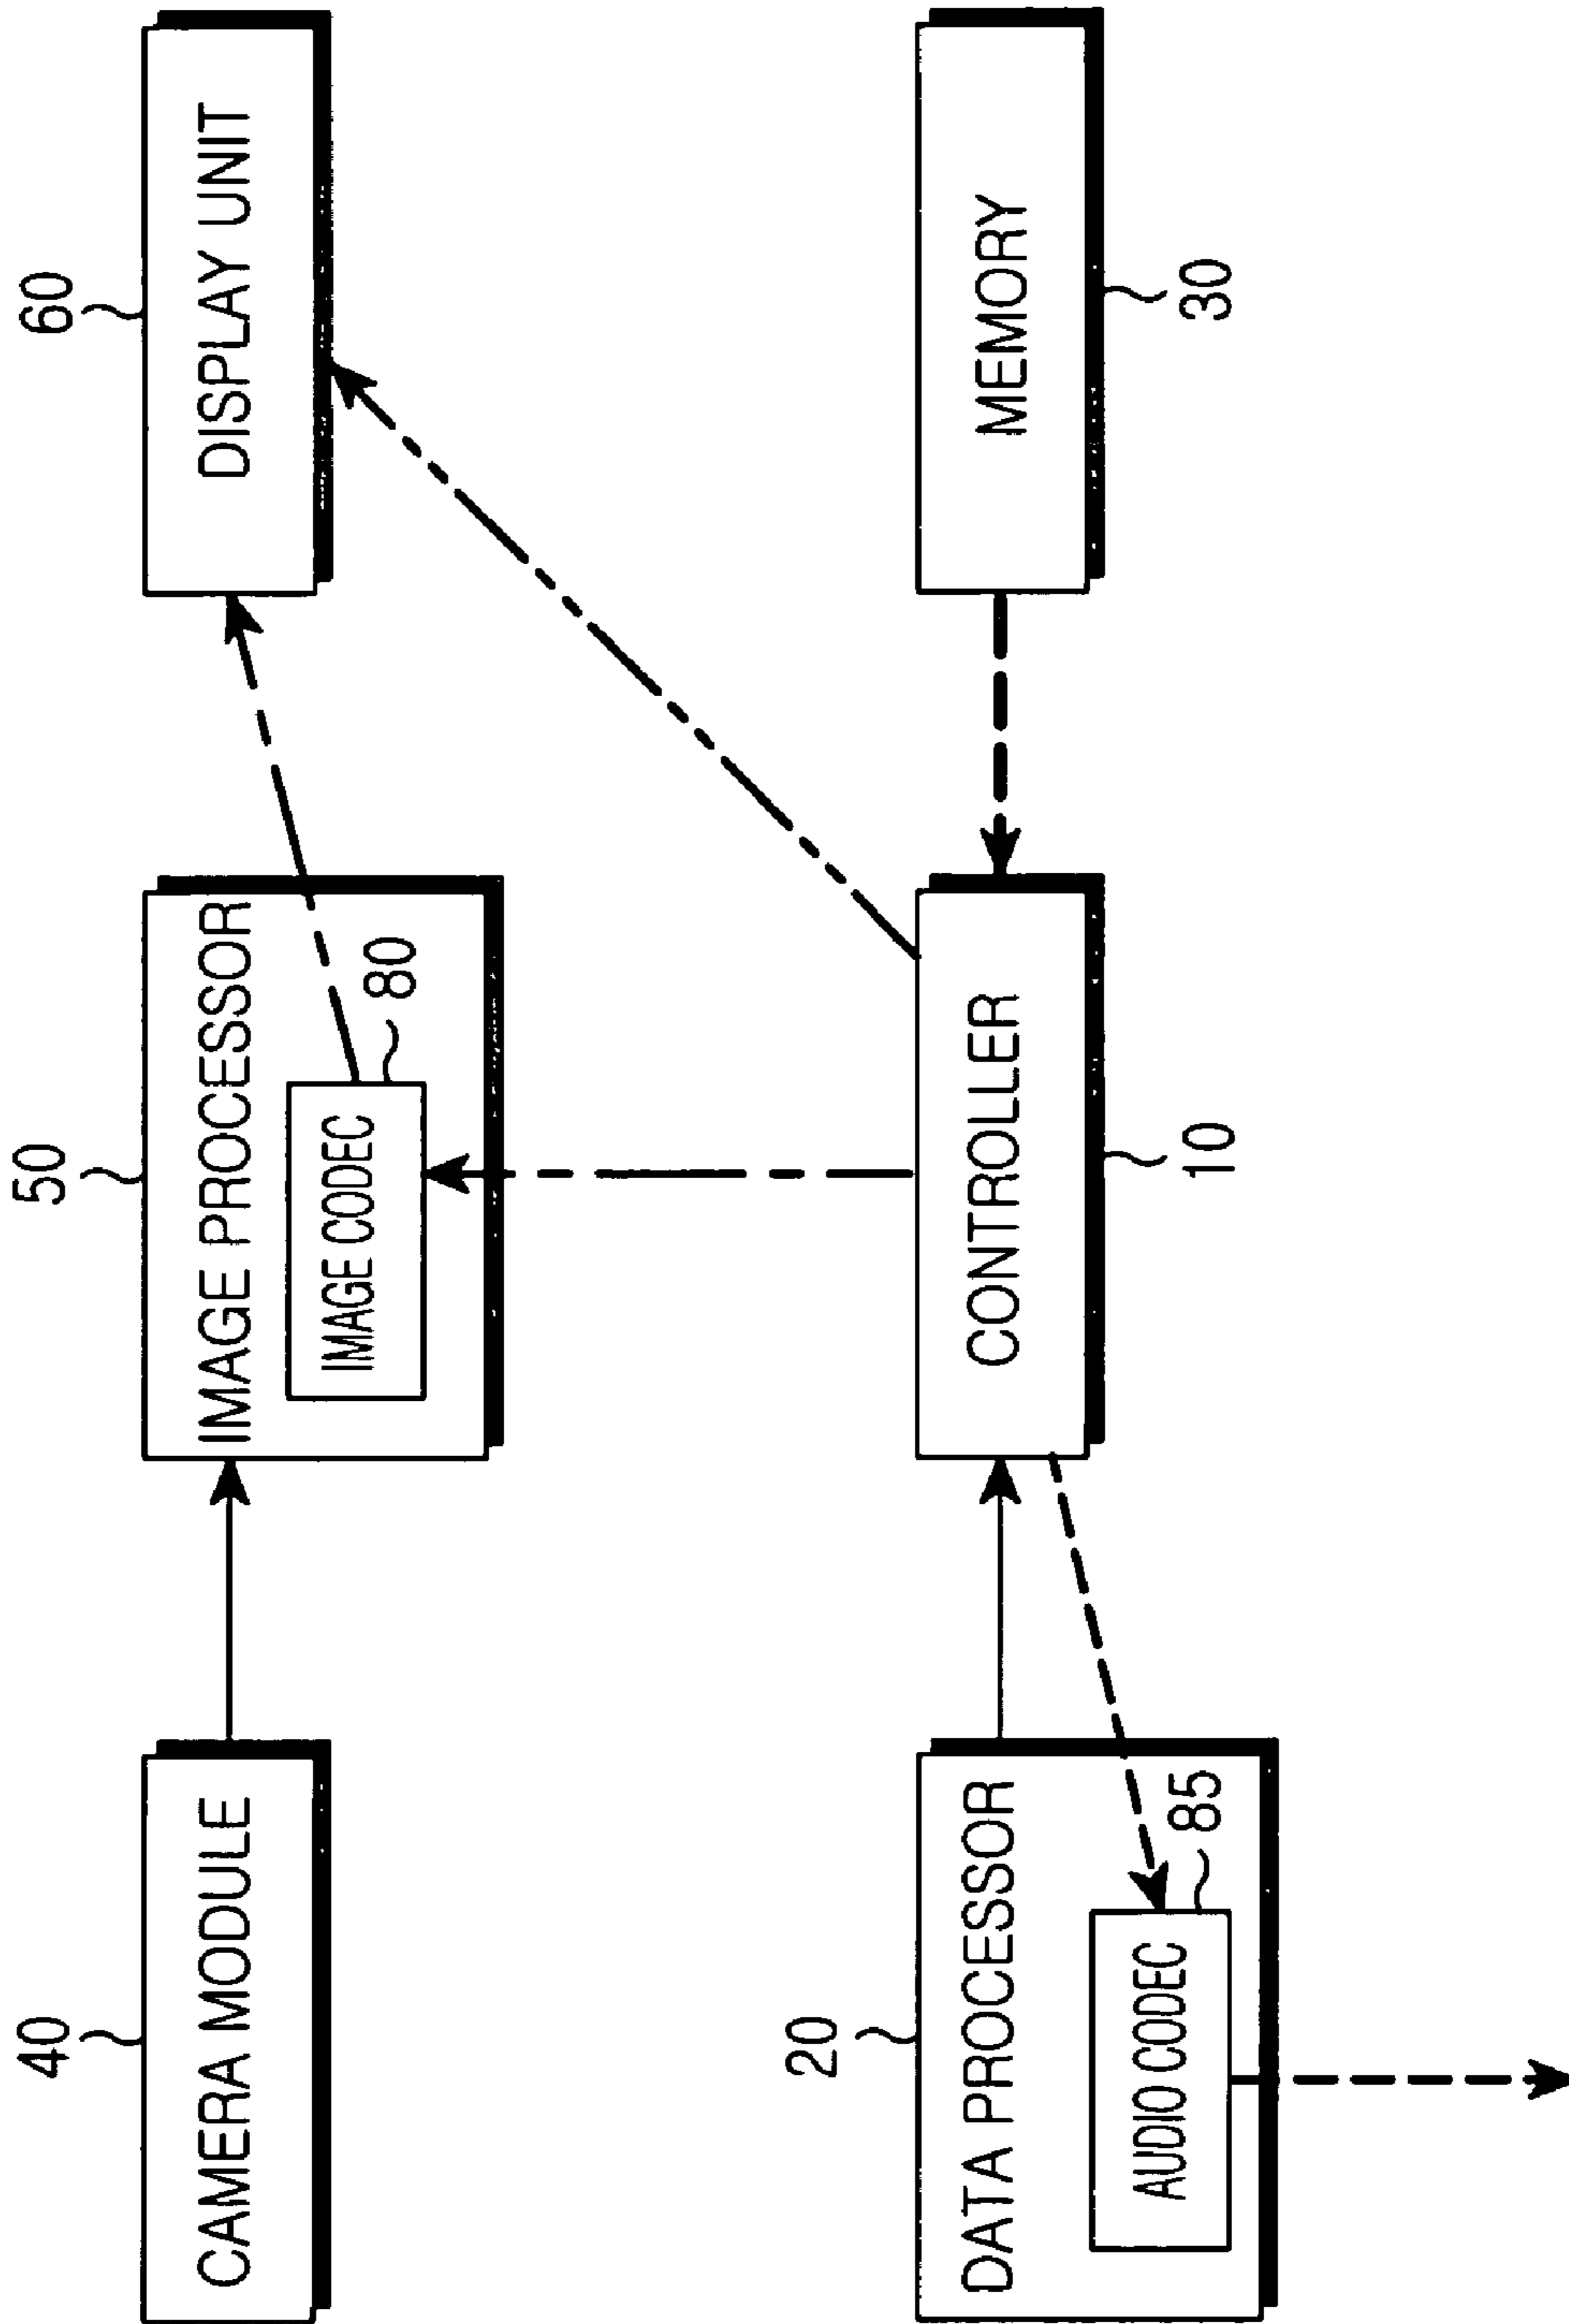 40
CAMERA MODULE
50
IMAGE PROCESSOR
IMAGE CODEC
80
60
DISPLAY UNIT
20
DATA PROCESSOR
AUDIO CODEC
85
CONTROLLER
10
MEMORY
30